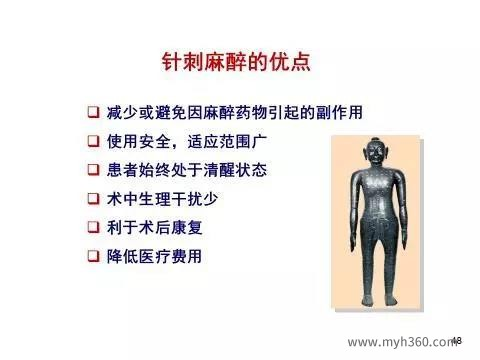 针刺麻醉的优点
减少或避免因麻醉药物引起的副作用
使用安全，适应范围广
患者始终处于清醒状态
术中生理干扰少
利于术后康复
降低医疗费用
www.myh360.com
48